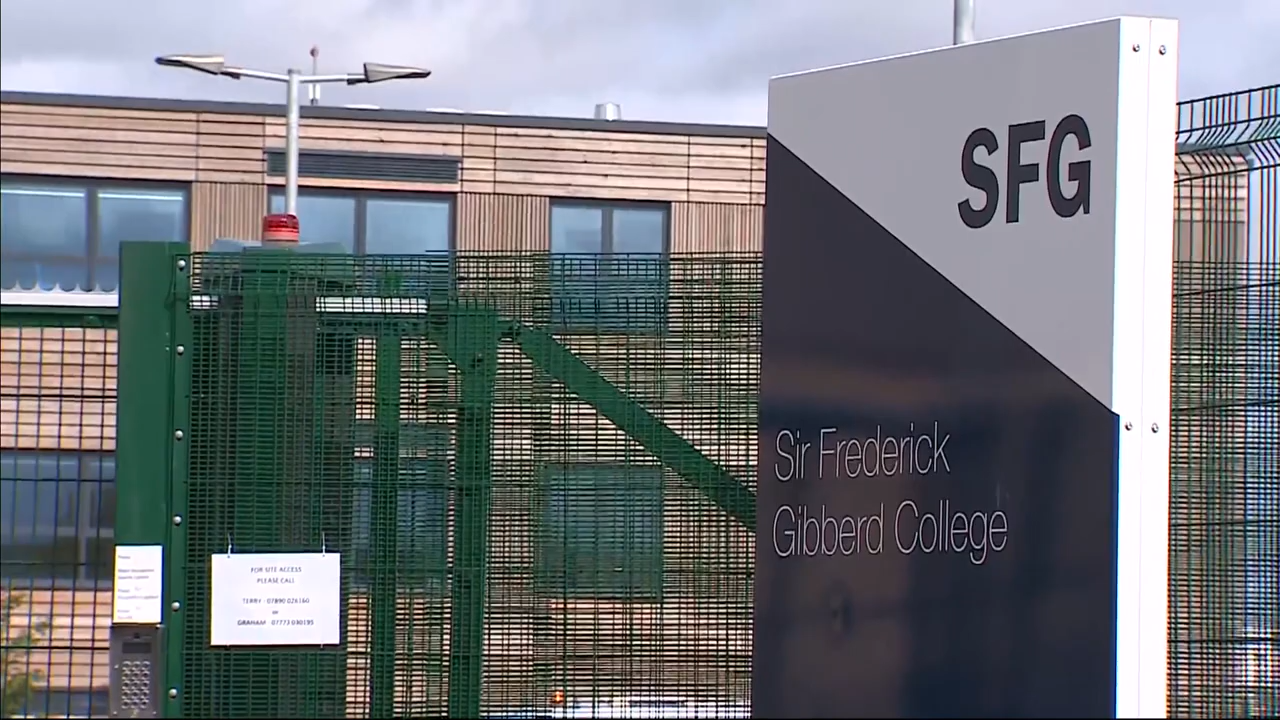 SFG
Sir Frederick
Gibberd College
FOR SITE ACCESS
PLEASE CALL
TERRY - 07890 026160
or
GRAHAM - 07773 030195